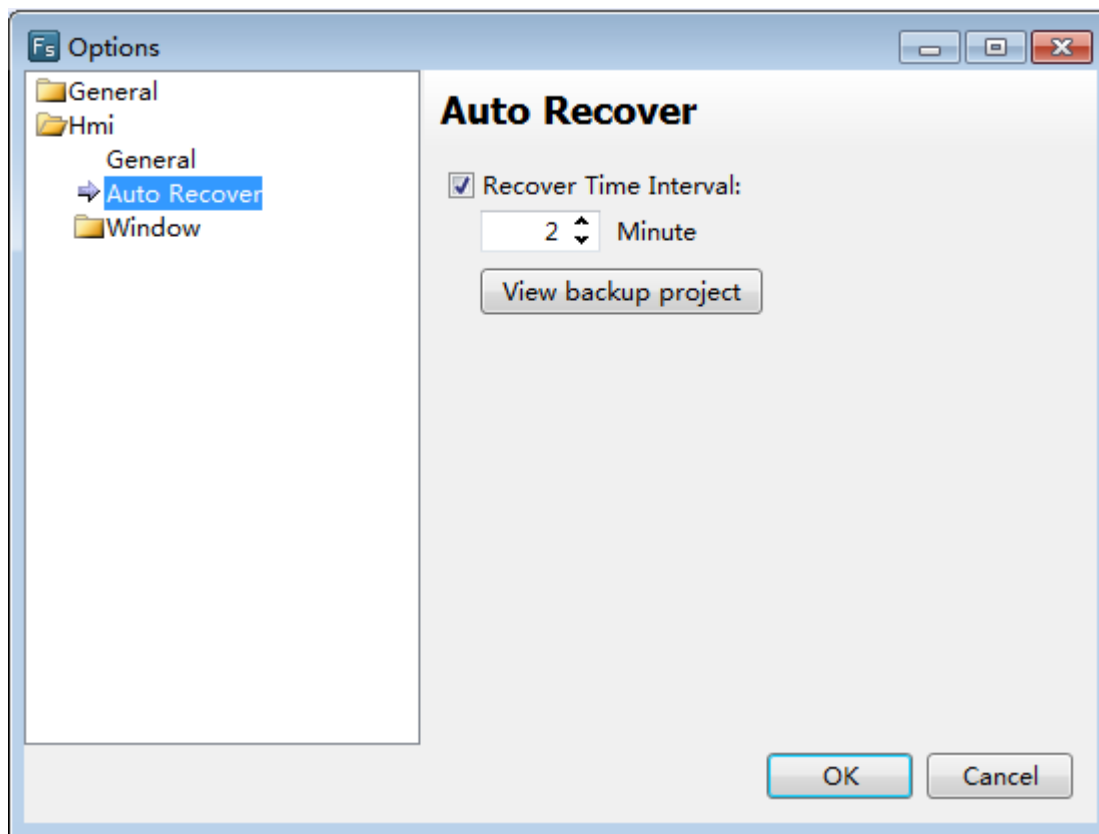 Fs Options
General
Hmi
General
Auto Recover
Window
Auto Recover
Recover Time Interval:
2 Minute
View backup project
OK Cancel